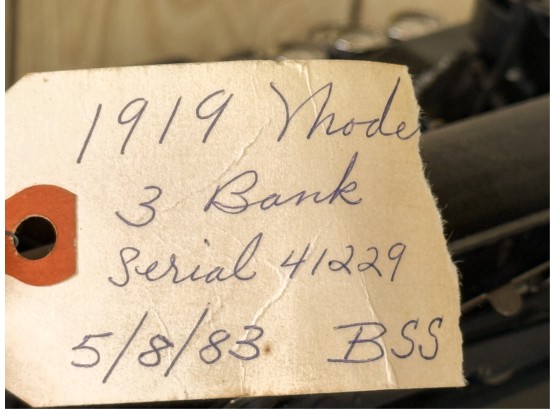 1919 Mode
3 Bank
Serial 41229
5/8/83 BSS